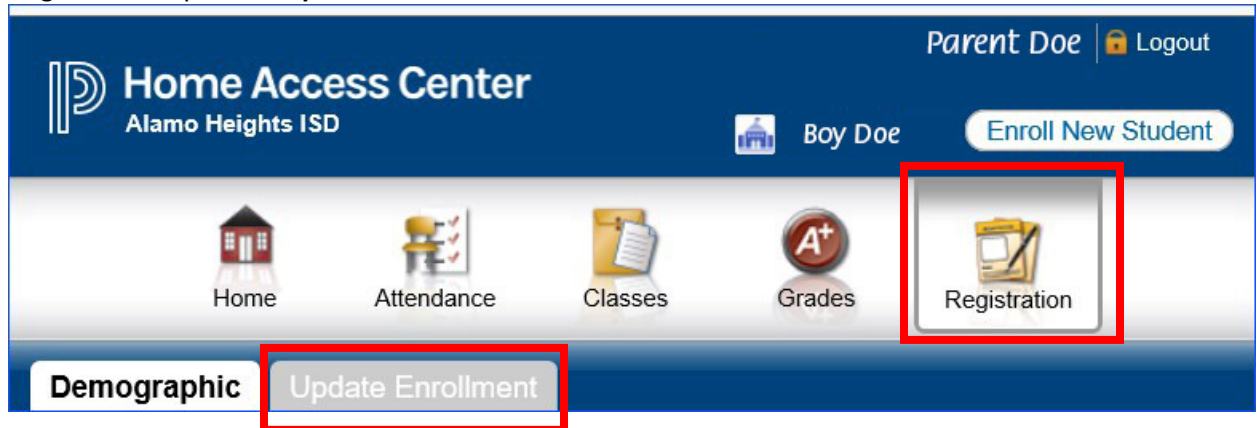 Parent Doe Logout
Home Access Center
Alamo Heights ISD
Boy Doe Enroll New Student
Home Attendance Classes A+ Grades Registration
Demographic Update Enrollment